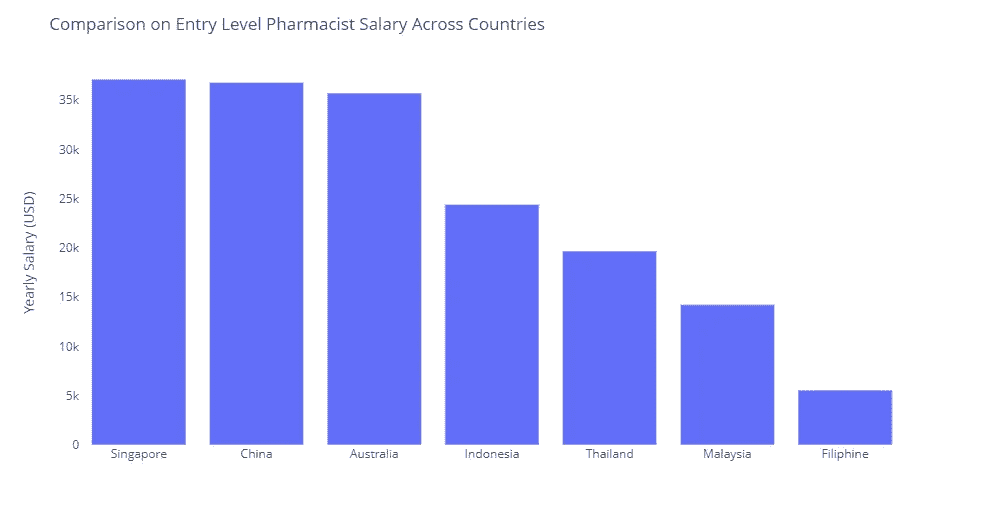 Comparison on Entry Level Pharmacist Salary Across Countries
Yearly Salary (USD)
35k
30k
25k
20k
15k
10k
5k
0
Singapore China Australia Indonesia Thailand Malaysia Filiphine